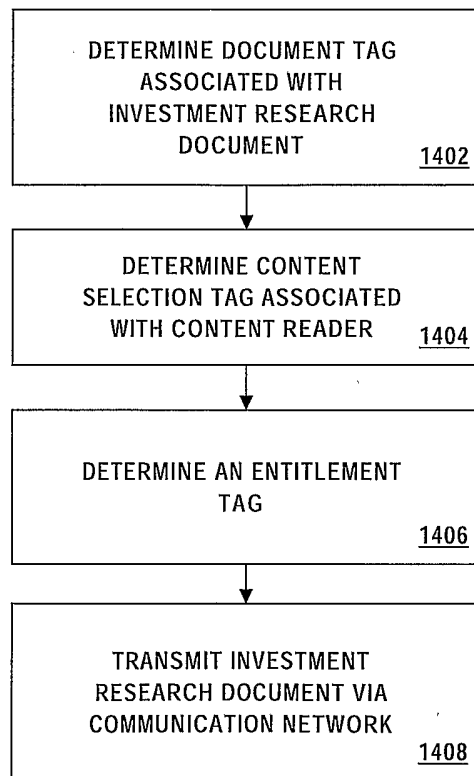 DETERMINE DOCUMENT TAG
ASSOCIATED WITH
INVESTMENT RESEARCH
DOCUMENT
1402
DETERMINE CONTENT
SELECTION TAG ASSOCIATED
WITH CONTENT READER
1404
DETERMINE AN ENTITLEMENT
TAG
1406
TRANSMIT INVESTMENT
RESEARCH DOCUMENT VIA
COMMUNICATION NETWORK
1408